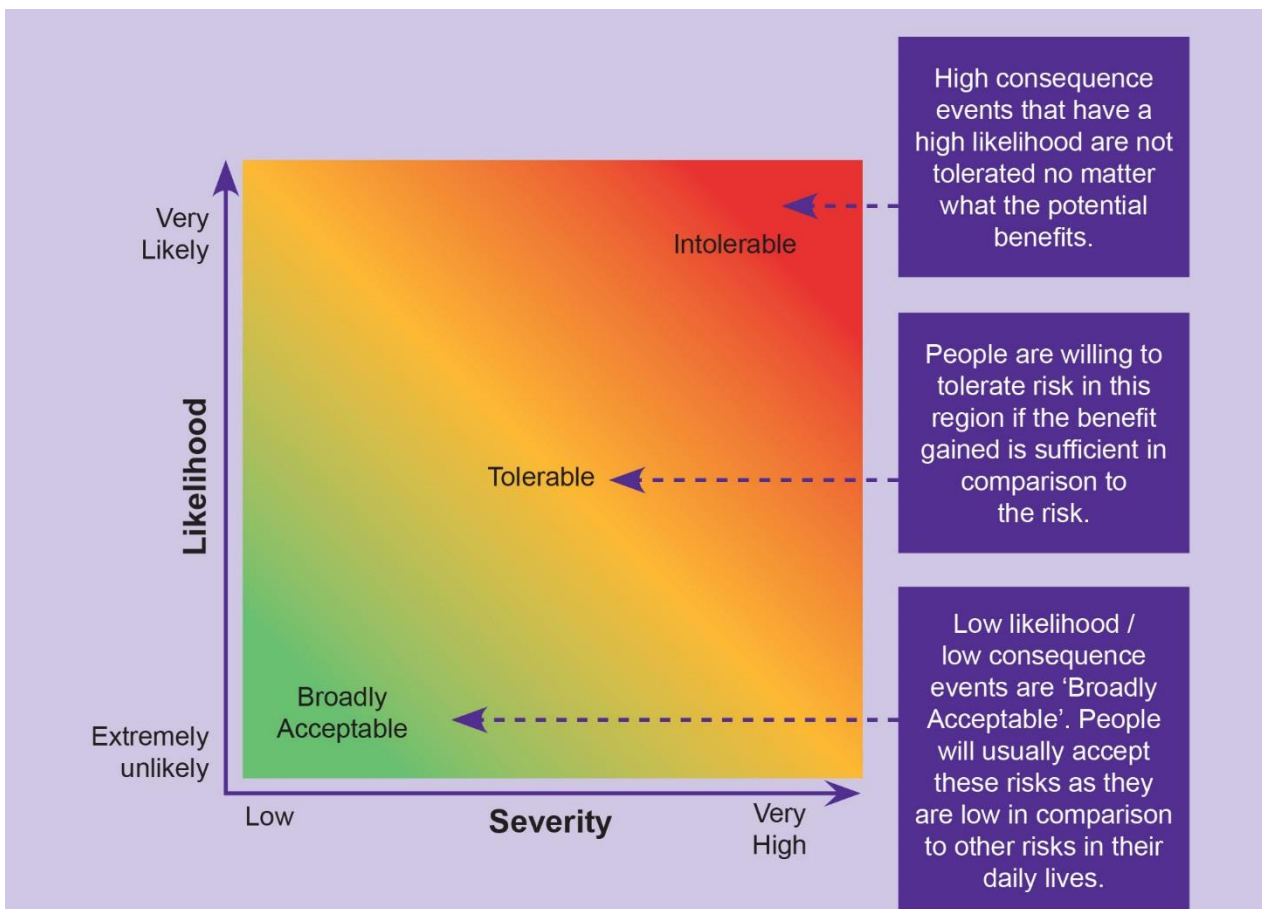 High consequence
events that have a
high likelihood are not
tolerated no matter
what the potential
benefits.
Very
Likely
Intolerable
People are willing to
tolerate risk in this
region if the benefit
gained is sufficient in
comparison to
the risk.
Likelihood
Tolerable
Low likelihood /
low consequence
events are ‘Broadly
Acceptable’. People
will usually accept
these risks as they
are low in comparison
to other risks in their
daily lives.
Broadly
Acceptable
Extremely
unlikely
Low
Severity
Very
High